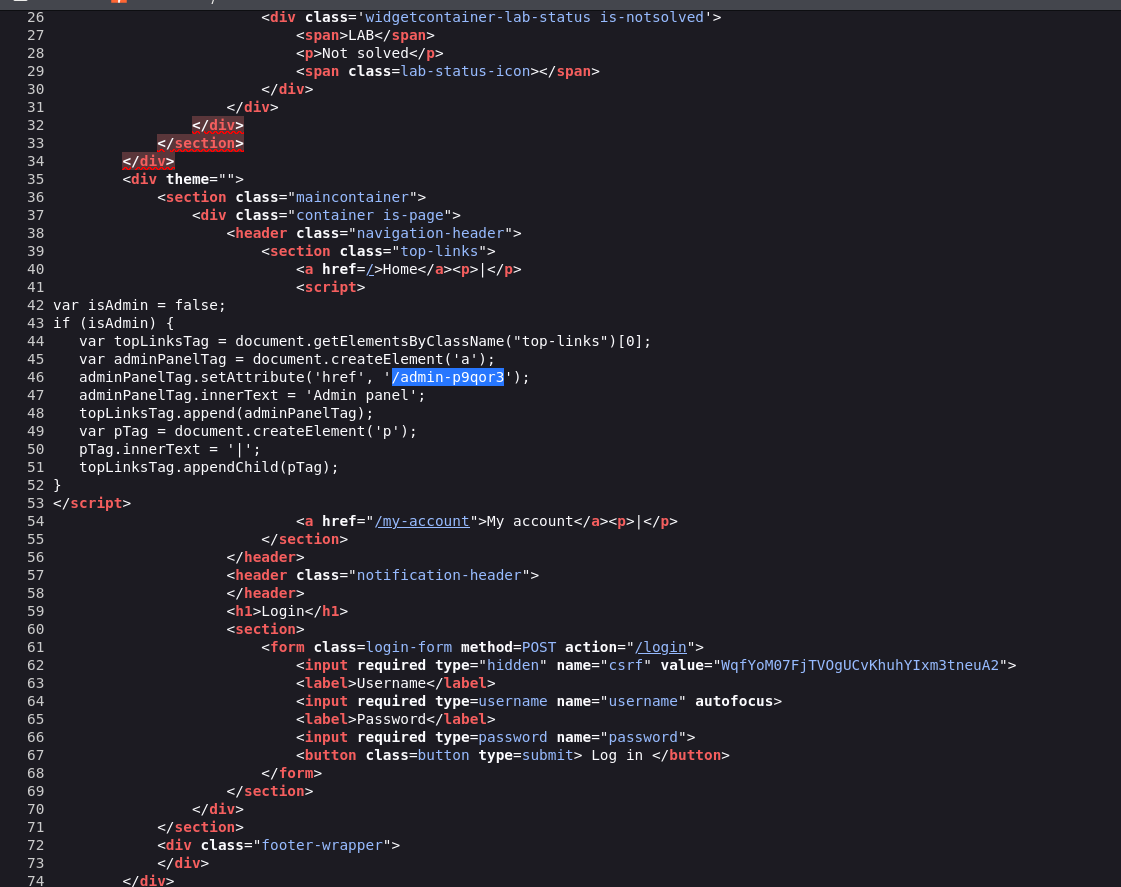 26 <div class='widgetcontainer-lab-status is-notsolved'>
27 <span>LAB</span>
28 <p>Not solved</p>
29 <span class=lab-status-icon></span>
30 </div>
31 </div>
32 </div>
33 </section>
34 </div>
35 <div theme="">
36 <section class="maincontainer">
37 <div class="container is-page">
38 <header class="navigation-header">
39 <section class="top-links">
40 <a href=/>Home</a><p>|</p>
41 <script>
42 var isAdmin = false;
43 if (isAdmin) {
44 var topLinksTag = document.getElementsByClassName("top-links")[0];
45 var adminPanelTag = document.createElement('a');
46 adminPanelTag.setAttribute('href', '/admin-p9qor3');
47 adminPanelTag.innerText = 'Admin panel';
48 topLinksTag.append(adminPanelTag);
49 var pTag = document.createElement('p');
50 pTag.innerText = '|';
51 topLinksTag.appendChild(pTag);
52 }
53 </script>
54 <a href="/my-account">My account</a><p>|</p>
55 </section>
56 </header>
57 <header class="notification-header">
58 </header>
59 <h1>Login</h1>
60 <section>
61 <form class=login-form method=POST action="/login">
62 <input required type="hidden" name="csrf" value="WqfYoM07FjTVOgUCvKhuhYIxm3tneuA2">
63 <label>Username</label>
64 <input required type=username name="username" autofocus>
65 <label>Password</label>
66 <input required type=password name="password">
67 <button class=button type=submit> Log in </button>
68 </form>
69 </section>
70 </div>
71 </section>
72 <div class="footer-wrapper">
73 </div>
74 </div>